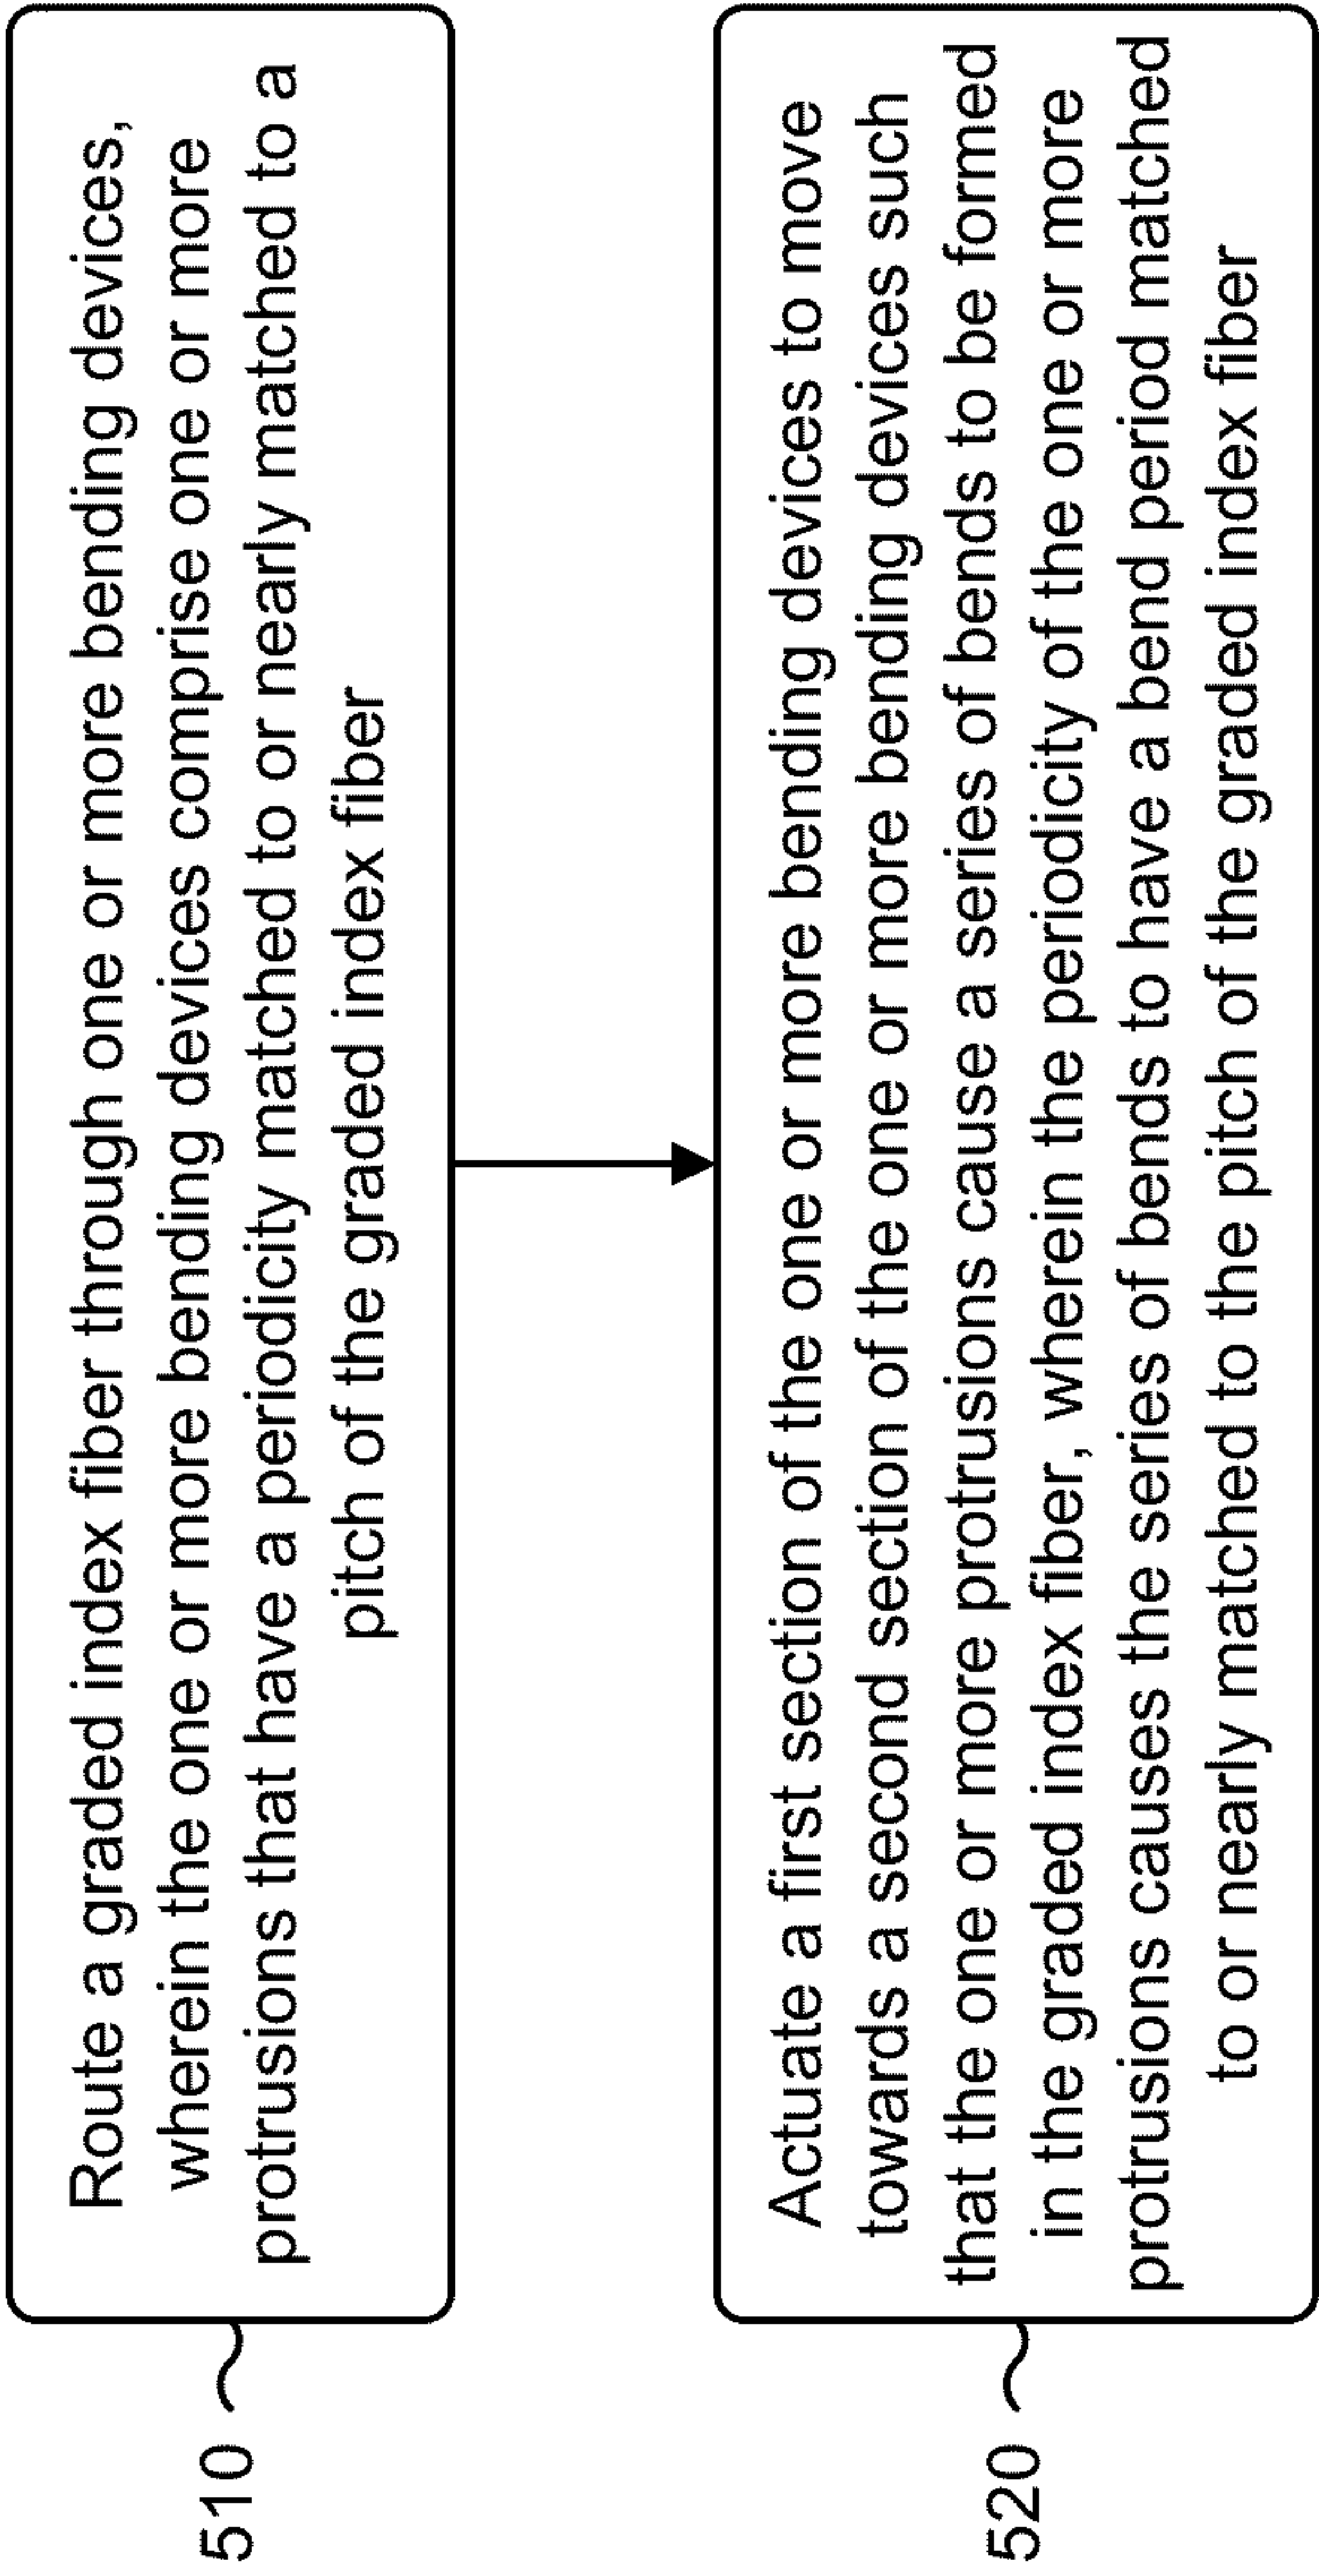 510
Route a graded index fiber through one or more bending devices,
wherein the one or more bending devices comprise one or more
protrusions that have a periodicity matched to or nearly matched to a
pitch of the graded index fiber
520
Actuate a first section of the one or more bending devices to move
towards a second section of the one or more bending devices such
that the one or more protrusions cause a series of bends to be formed
in the graded index fiber, wherein the periodicity of the one or more
protrusions causes the series of bends to have a bend period matched
to or nearly matched to the pitch of the graded index fiber